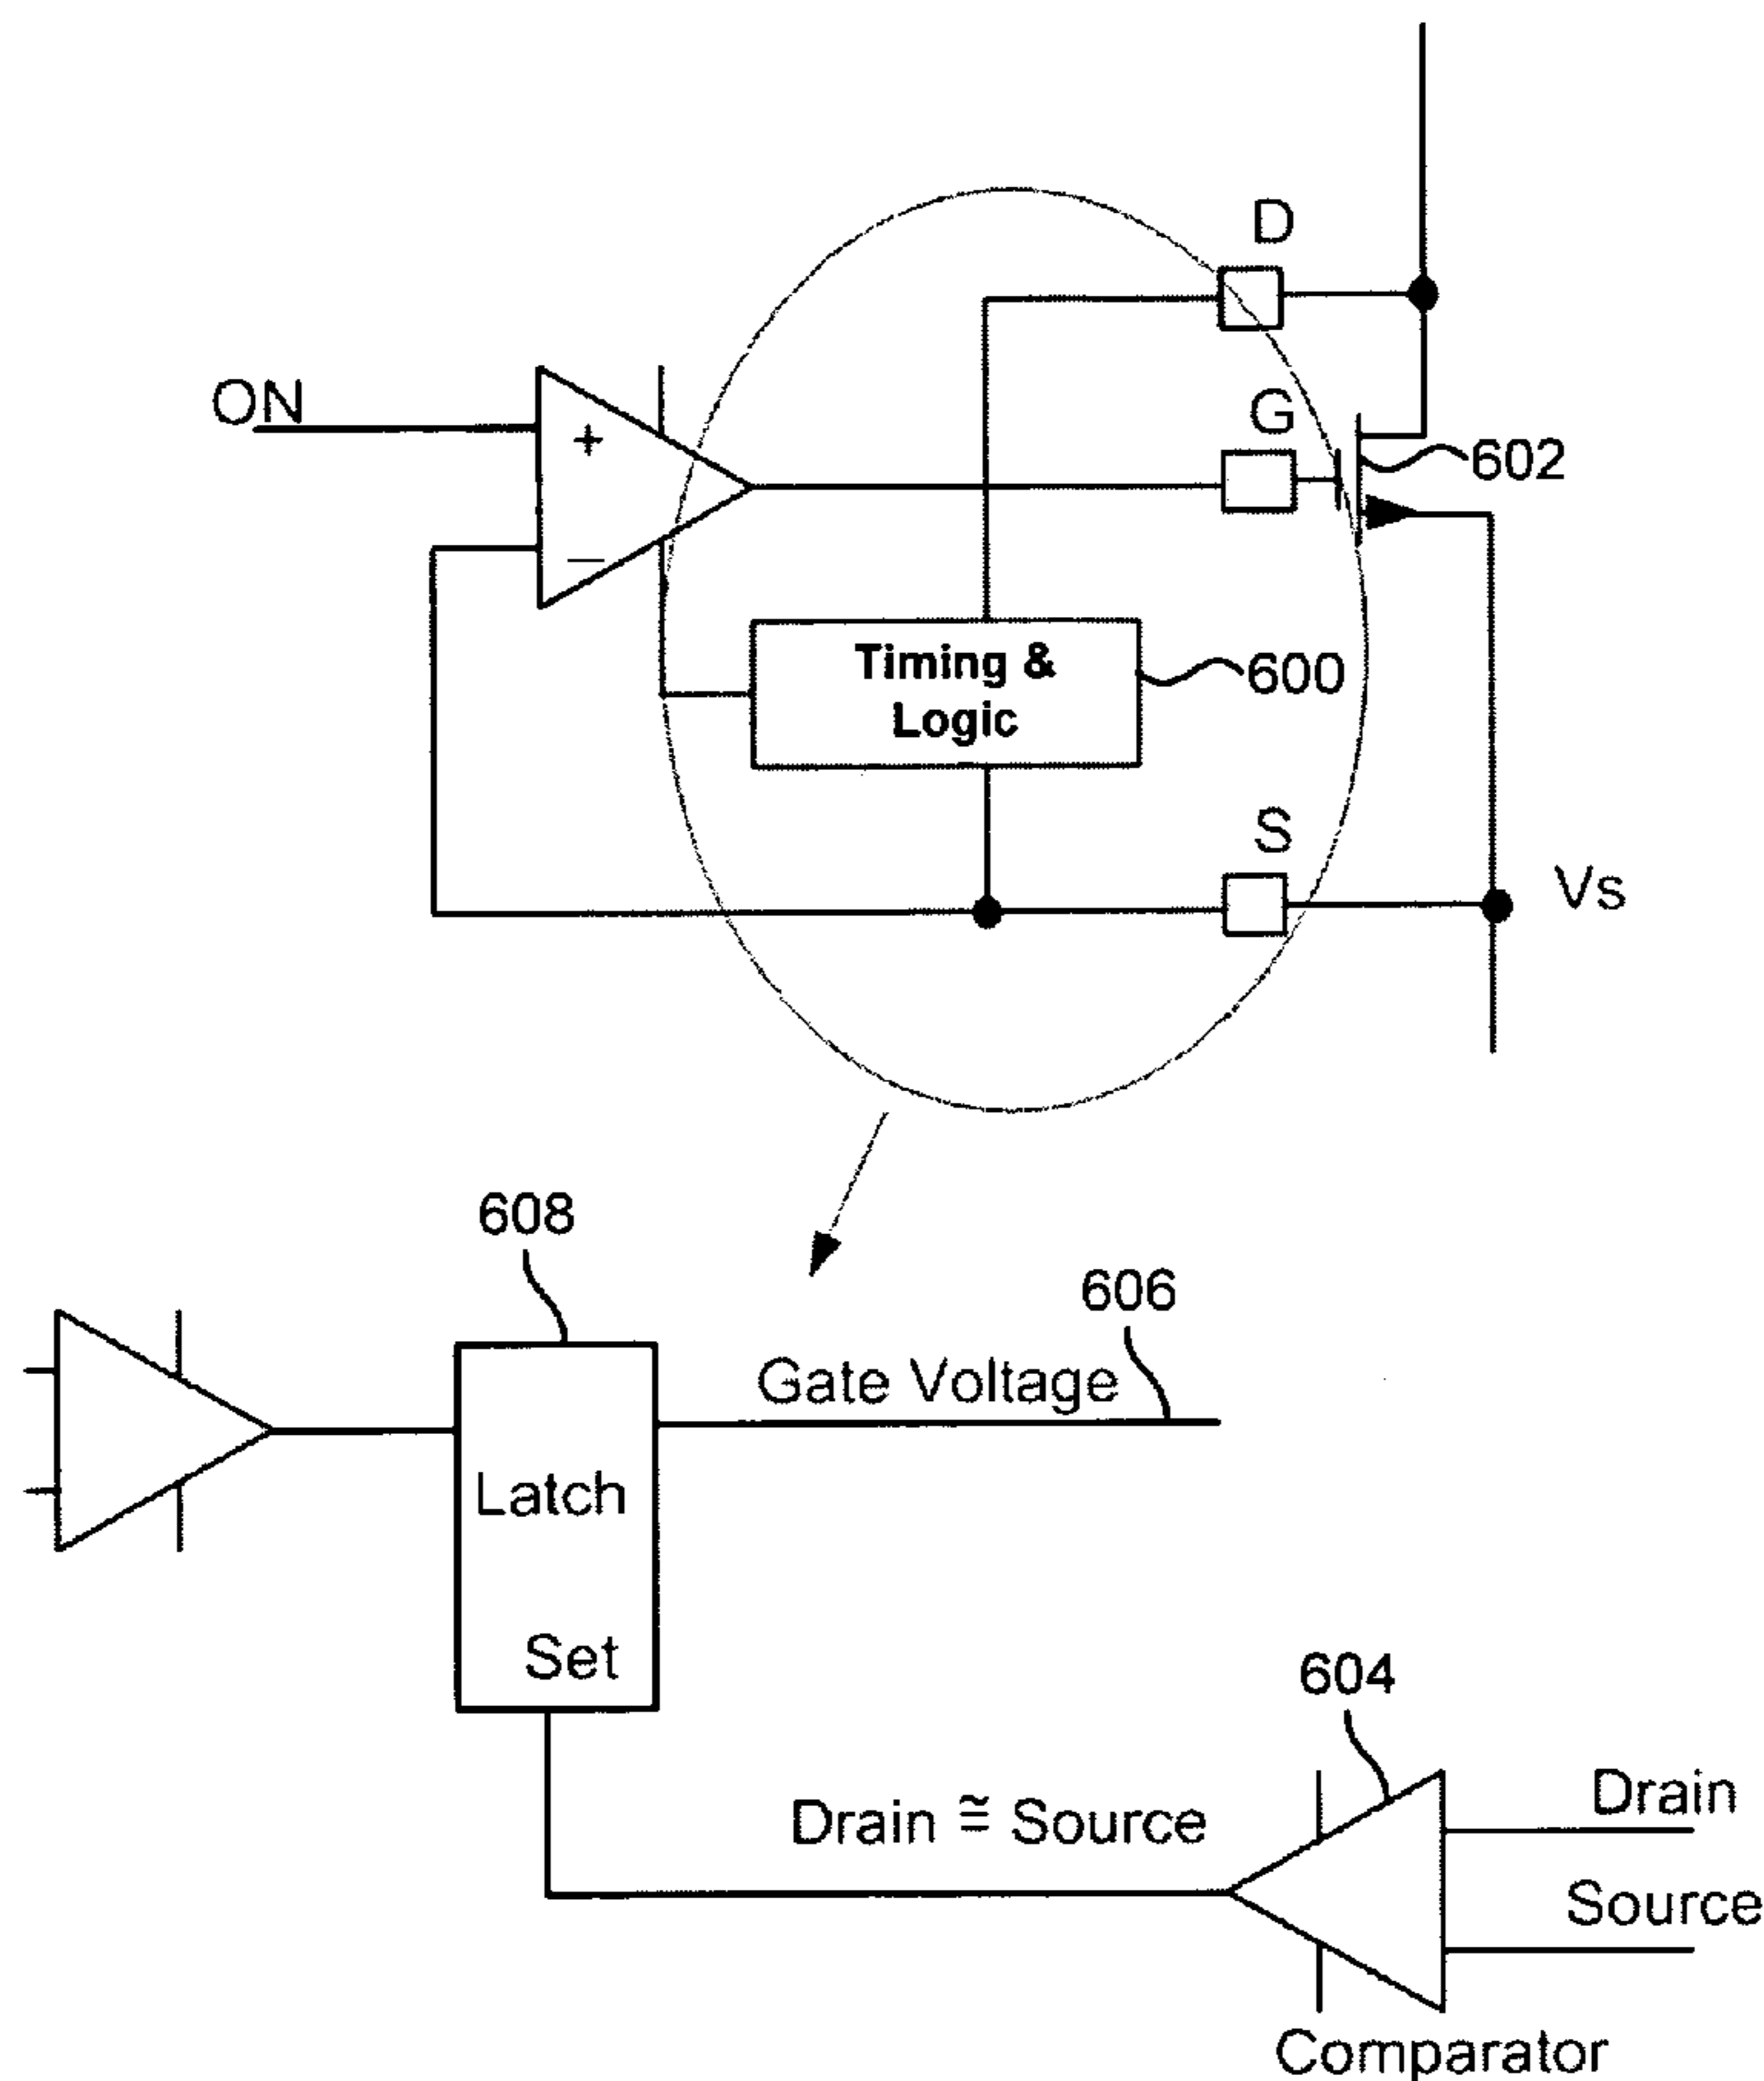 D
ON
G
+
602
−
Timing &
Logic
600
S
Vs
608
606
Gate Voltage
Latch
Set
604
Drain
Drain ≅ Source
Source
Comparator